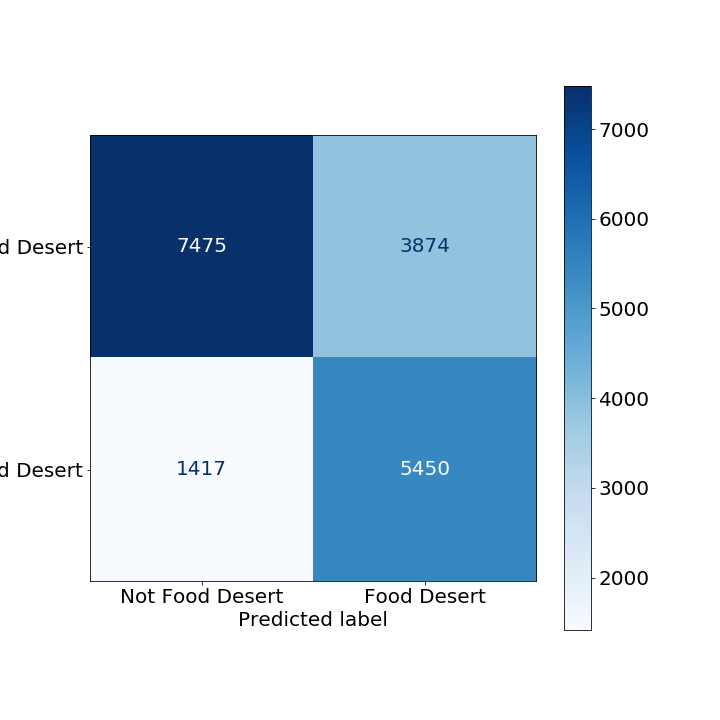 7000
7475 3874
d Desert
6000
5000
4000
1417 5450
d Desert
3000
2000
Not Food Desert Food Desert
Predicted label